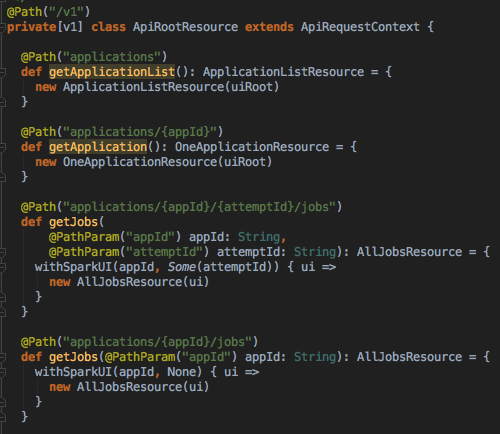 @Path("/v1")
private[v1] class ApiRootResource extends ApiRequestContext {
@Path("applications")
def getApplicationList(): ApplicationListResource = {
new ApplicationListResource(uiRoot)
}
@Path("applications/{appId}")
def getApplication(): OneApplicationResource = {
new OneApplicationResource(uiRoot)
}
@Path("applications/{appId}/{attemptId}/jobs")
def getJobs(
@PathParam("appId") appId: String,
@PathParam("attemptId") attemptId: String): AllJobsResource = {
withSparkUI(appId, Some(attemptId)) { ui =>
new AllJobsResource(ui)
}
}
@Path("applications/{appId}/jobs")
def getJobs(@PathParam("appId") appId: String): AllJobsResource = {
withSparkUI(appId, None) { ui =>
new AllJobsResource(ui)
}
}